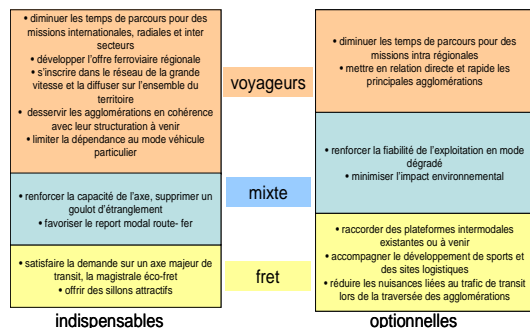 • diminuer les temps de parcours pour des
missions internationales, radiales et inter
secteurs
• développer l'offre ferroviaire régionale
• s'inscrire dans le réseau de la grande
vitesse et la diffuser sur l'ensemble du
territoire
• desservir les agglomérations en cohérence
avec leur structuration à venir
• limiter la dépendance au mode véhicule
particulier
• renforcer la capacité de l'axe, supprimer un
goulot d'étranglement
• favoriser le report modal route- fer
• satisfaire la demande sur un axe majeur de
transit, la magistrale éco-fret
• offrir des sillons attractifs
indispensables
voyageurs
mixte
fret
• diminuer les temps de parcours pour des
missions intra régionales
• mettre en relation directe et rapide les
principales agglomérations
• renforcer la fiabilité de l'exploitation en mode
dégradé
• minimiser l'impact environnemental
• raccorder des plateformes intermodales
existantes ou à venir
• accompagner le développement de sports et
des sites logistiques
• réduire les nuisances liées au trafic de transit
lors de la traversée des agglomérations
optionnelles